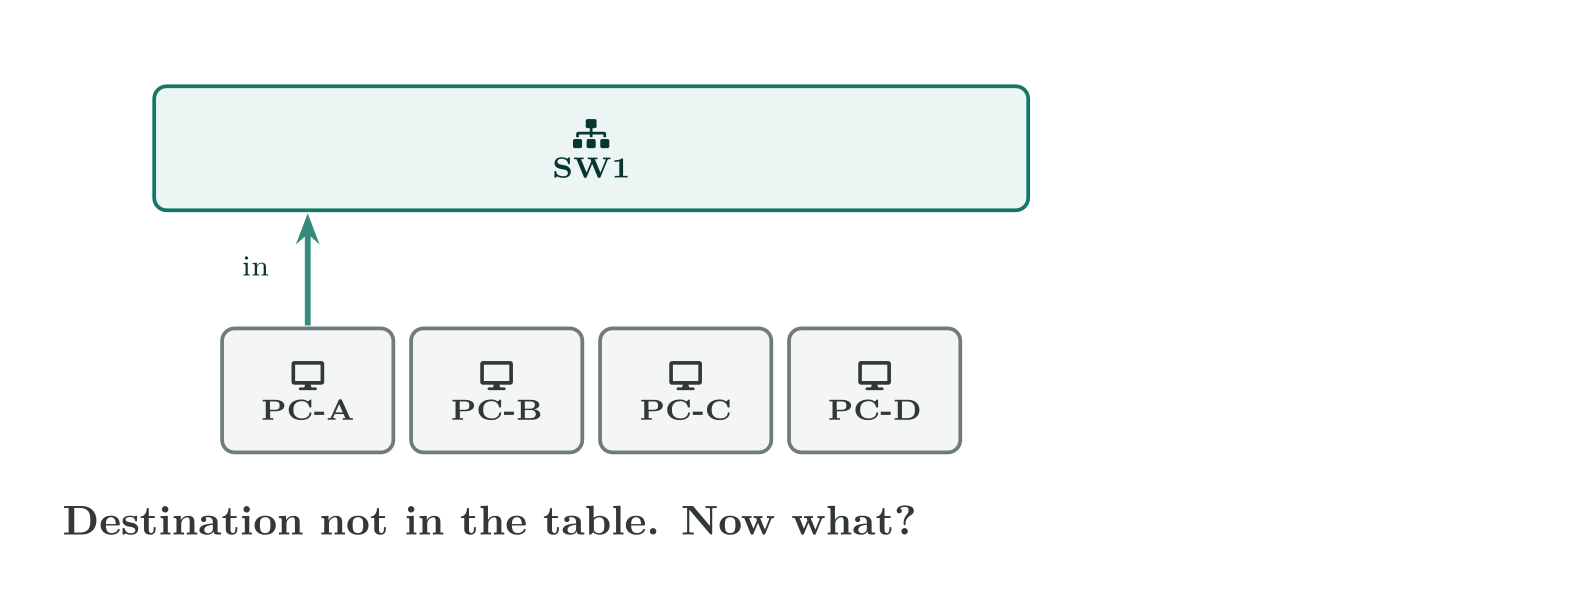 SW1
in
PC-A PC-B PC-C PC-D
Destination not in the table. Now what?